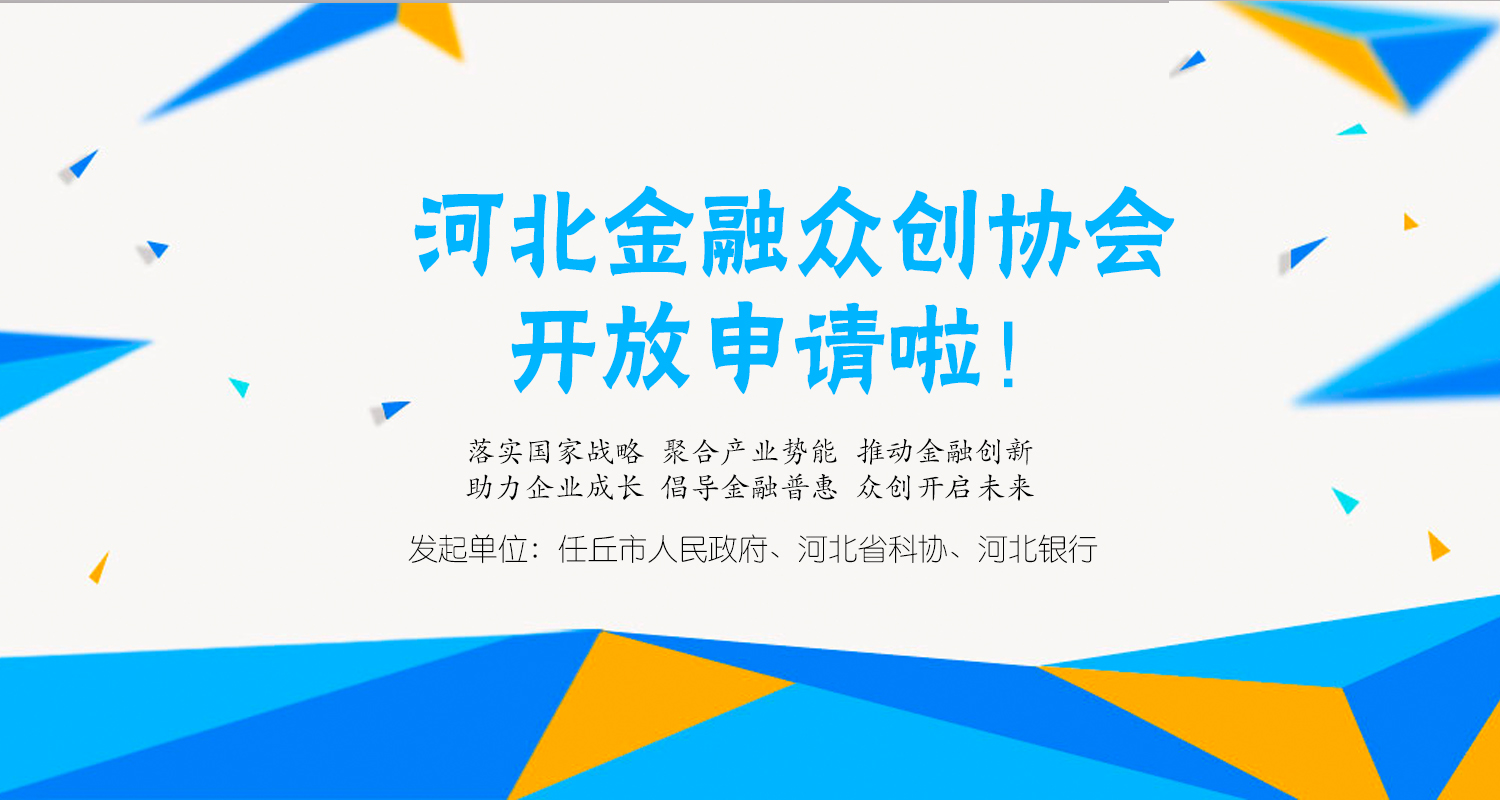 河北金融众创协会
开放申请啦!
落实国家战略 聚合产业势能 推动金融创新
助力企业成长 倡导金融普惠 众创开启未来
发起单位：任丘市人民政府、河北省科协、河北银行